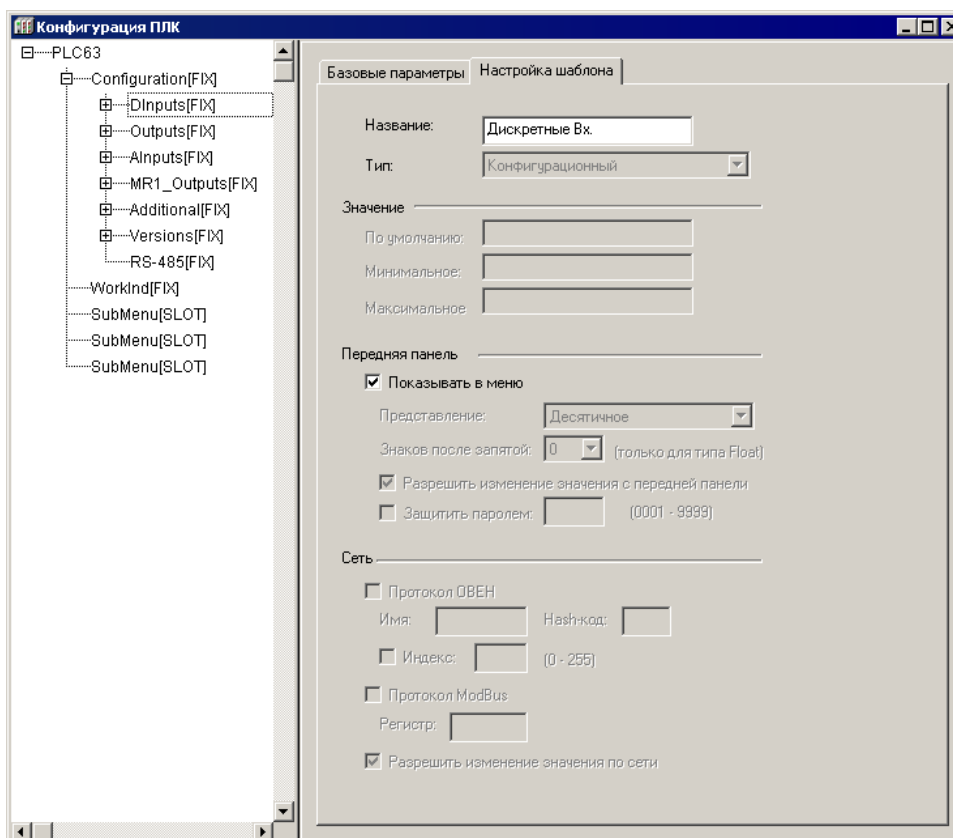 Конфигурация ПЛК
PLC63
Configuration[FIX]
DInputs[FIX]
Outputs[FIX]
AInputs[FIX]
MR1_Outputs[FIX]
Additional[FIX]
Versions[FIX]
RS-485[FIX]
WorkInd[FIX]
SubMenu[SLOT]
SubMenu[SLOT]
SubMenu[SLOT]
Базовые параметры Настройка шаблона
Название: Дискретные Вх.
Тип: Конфигурационный
Значение
По умолчанию:
Минимальное:
Максимальное
Передняя панель
Показывать в меню
Представление: Десятичное
Знаков после запятой: 0 (только для типа Float)
Разрешить изменение значения с передней панели
Защитить паролем: (0001 - 9999)
Сеть
Протокол ОВЕН
Имя: Hash-код:
Индекс: (0 - 255)
Протокол ModBus
Регистр:
Разрешить изменение значения по сети